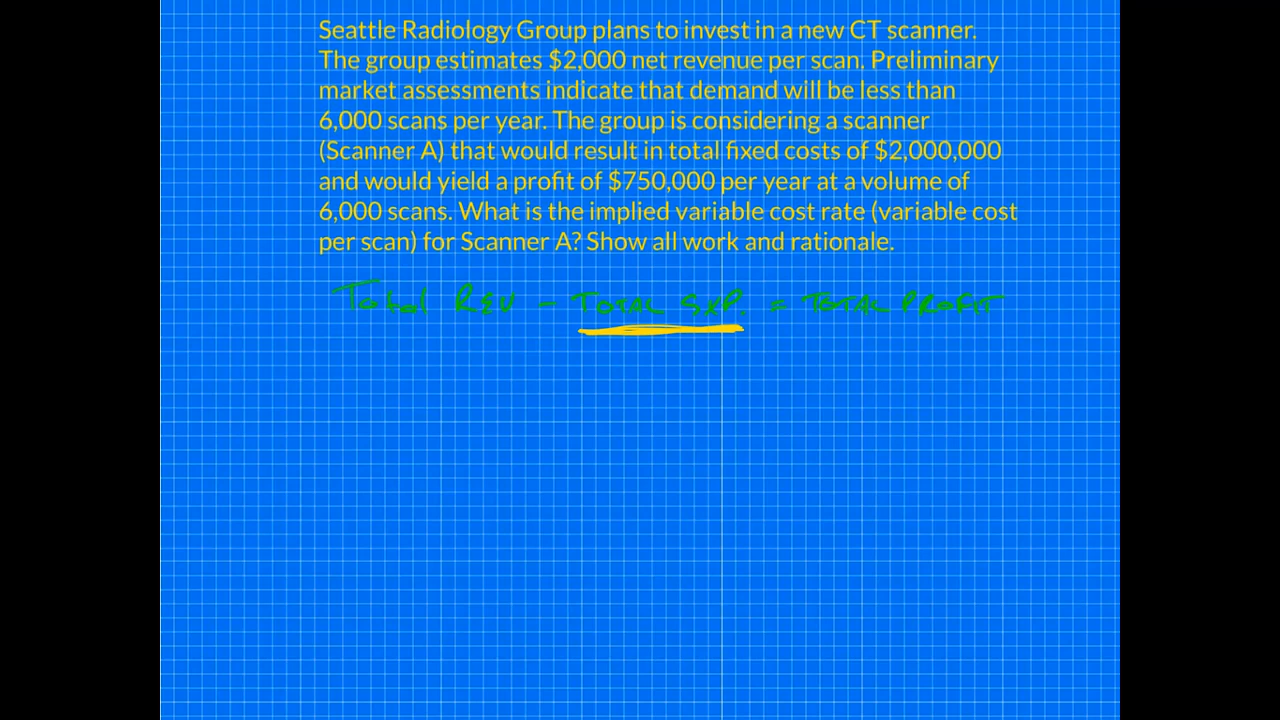 Seattle Radiology Group plans to invest in a new CT scanner.
The group estimates $2,000 net revenue per scan. Preliminary
market assessments indicate that demand will be less than
6,000 scans per year. The group is considering a scanner
(Scanner A) that would result in total fixed costs of $2,000,000
and would yield a profit of $750,000 per year at a volume of
6,000 scans. What is the implied variable cost rate (variable cost
per scan) for Scanner A? Show all work and rationale.
Total REV - TOTAL EXP. = TOTAL PROFIT